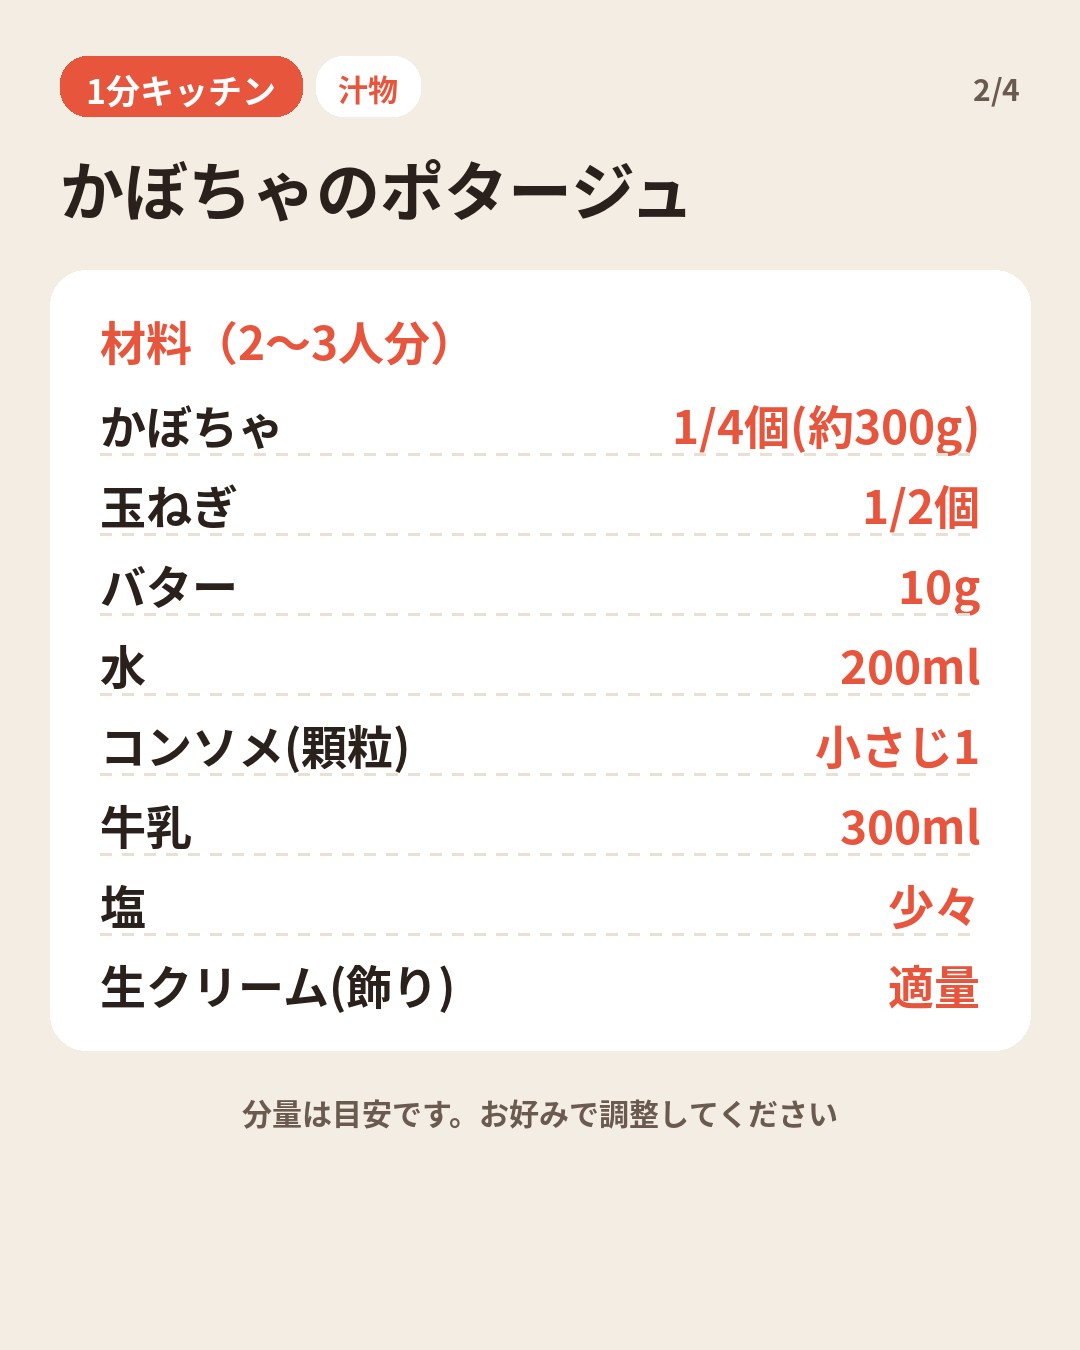 1分キッチン 汁物 2/4
かぼちゃのポタージュ
材料（2〜3人分）
かぼちゃ 1/4個(約300g)
玉ねぎ 1/2個
バター 10g
水 200ml
コンソメ(顆粒) 小さじ1
牛乳 300ml
塩 少々
生クリーム(飾り) 適量
分量は目安です。お好みで調整してください